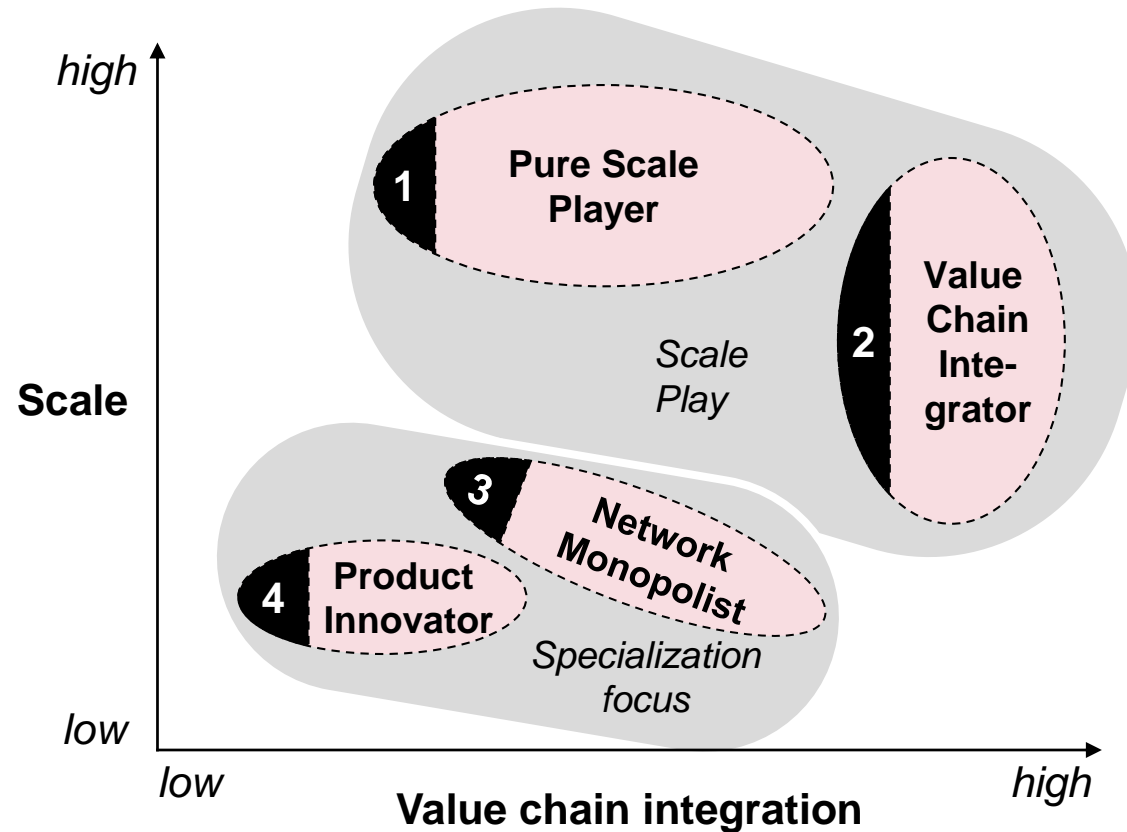 high
1
Pure Scale
Player
2
Value
Chain
Inte-
grator
Scale
Play
Scale
3
Network
Monopolist
4
Product
Innovator
Specialization
focus
low
low
high
Value chain integration